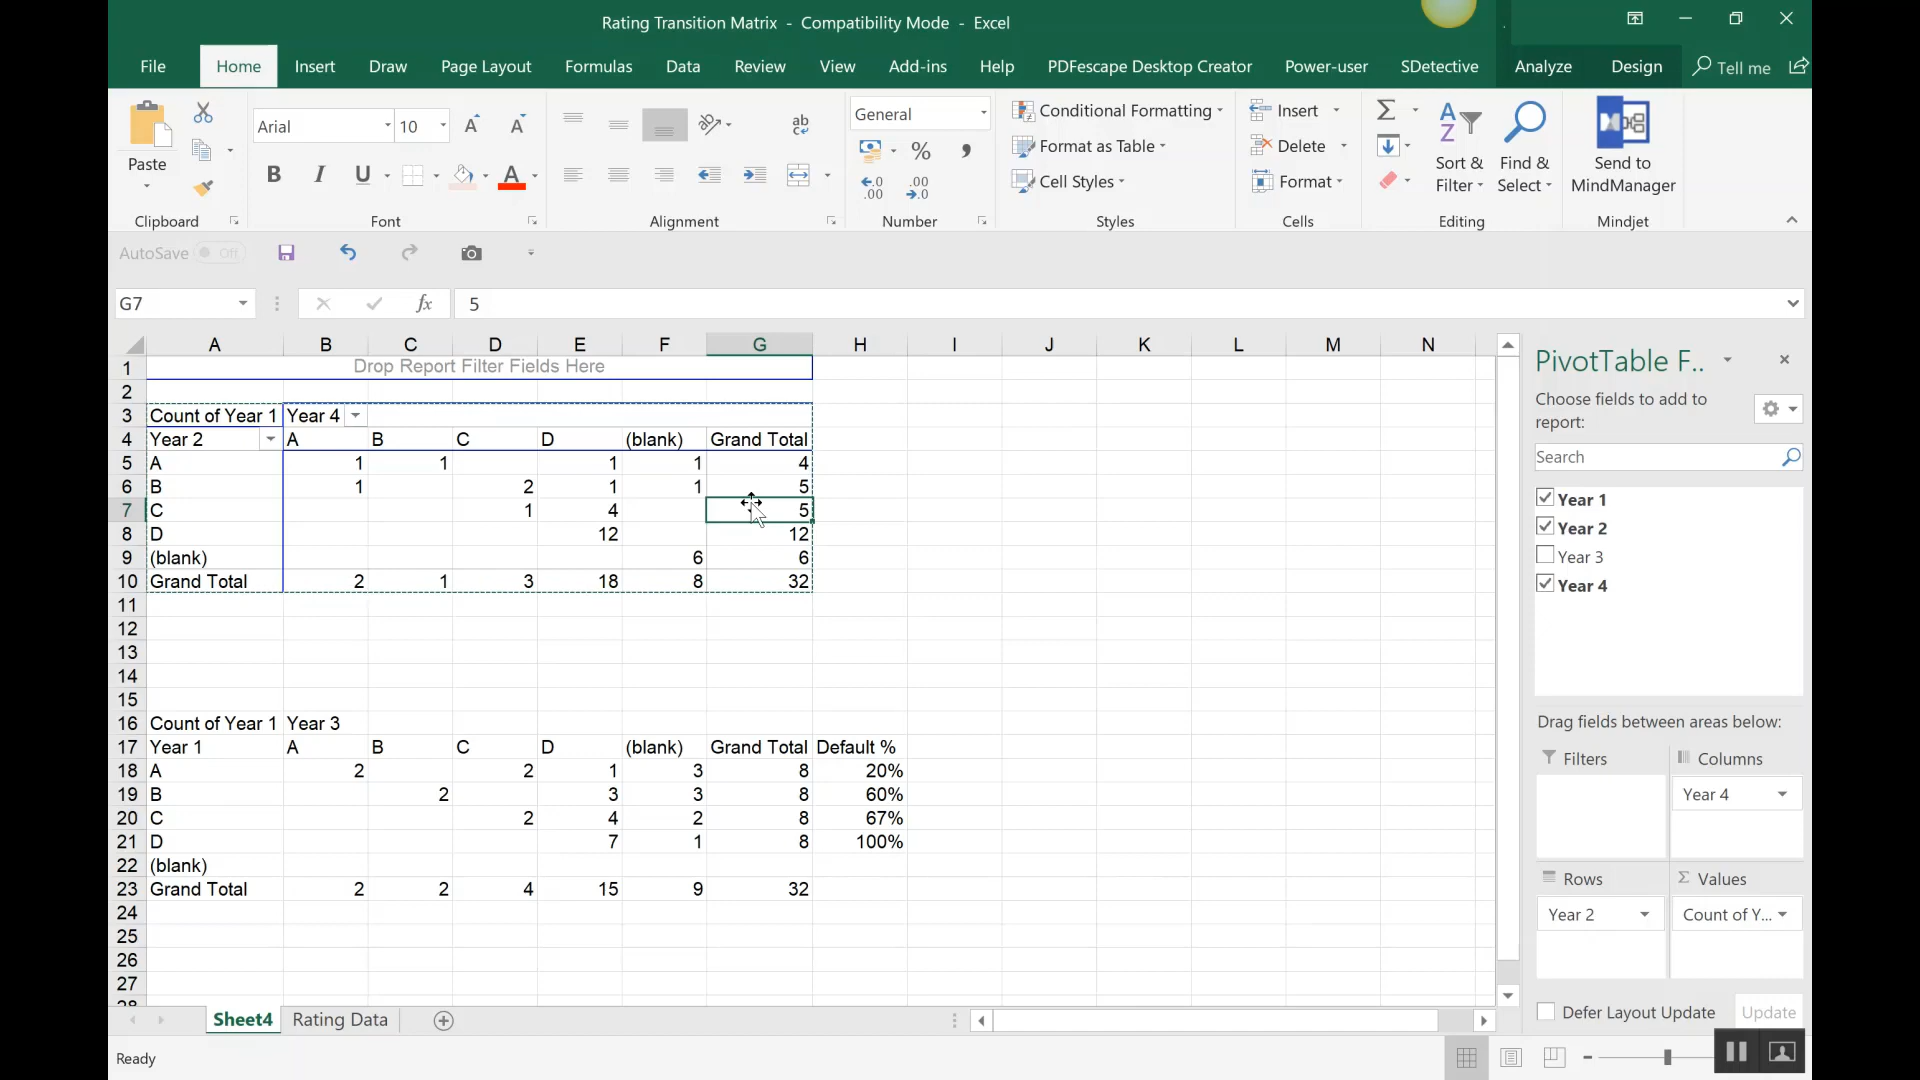 Rating Transition Matrix - Compatibility Mode - Excel
File Home Insert Draw Page Layout Formulas Data Review View Add-ins Help PDFescape Desktop Creator Power-user SDetective Analyze Design Tell me
Paste
Clipboard
Arial 10
B I U
Font
ab
c
Alignment
General
% ,
Number
Conditional Formatting
Format as Table
Cell Styles
Styles
Insert
Delete
Format
Cells
Sort & Filter
Find & Select
Editing
Send to MindManager
Mindjet
AutoSave Off
G7 fx 5
A B C D E F G H I J K L M N
1 Drop Report Filter Fields Here
2
3 Count of Year 1 Year 4
4 Year 2 A B C D (blank) Grand Total
5 A 1 1 1 1 4
6 B 1 2 1 1 5
7 C 1 4 5
8 D 12 12
9 (blank) 6 6
10 Grand Total 2 1 3 18 8 32
11
12
13
14
15
16 Count of Year 1 Year 3
17 Year 1 A B C D (blank) Grand Total Default %
18 A 2 2 1 3 8 20%
19 B 2 3 3 8 60%
20 C 2 4 2 8 67%
21 D 7 1 8 100%
22 (blank)
23 Grand Total 2 2 4 15 9 32
24
25
26
27
28
Sheet4 Rating Data
Ready
PivotTable F..
Choose fields to add to
report:
Search
Year 1
Year 2
Year 3
Year 4
Drag fields between areas below:
Filters Columns
Year 4
Rows Σ Values
Year 2 Count of Y...
Defer Layout Update Update